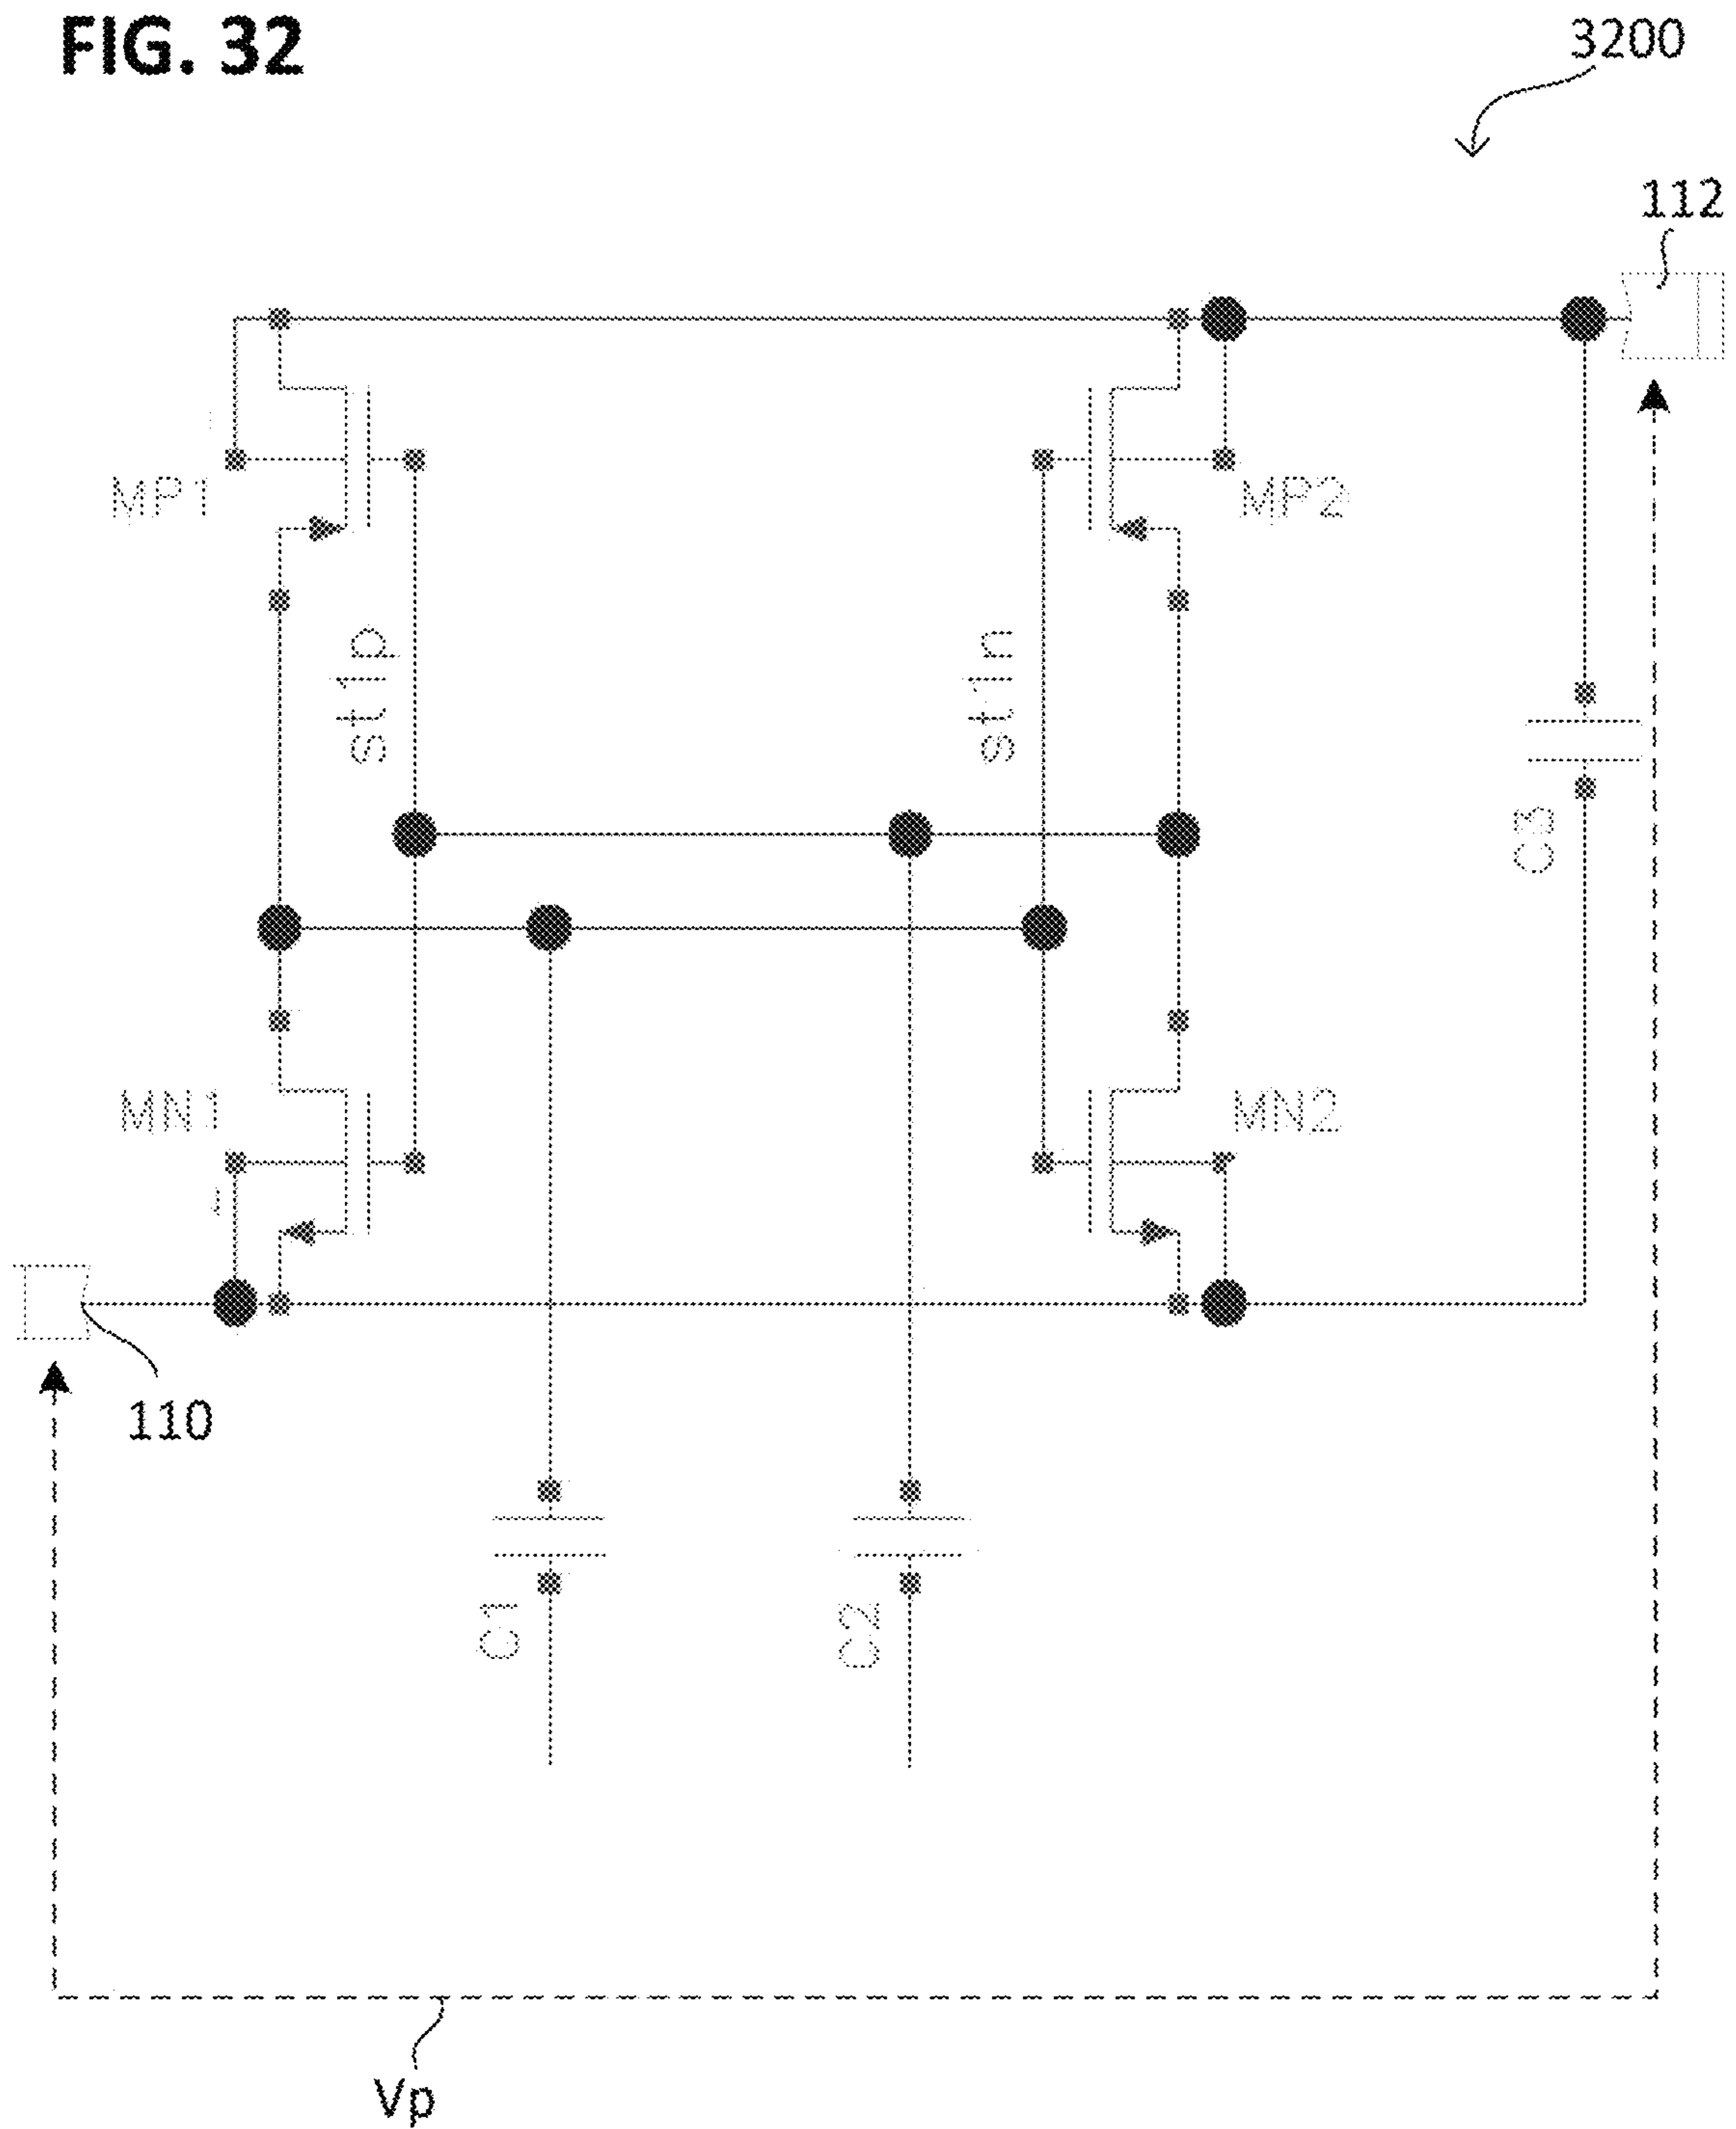 FIG. 32
3200
112
MP1
MP2
st1p
st1n
C3
MN1
MN2
110
C1
C2
Vp